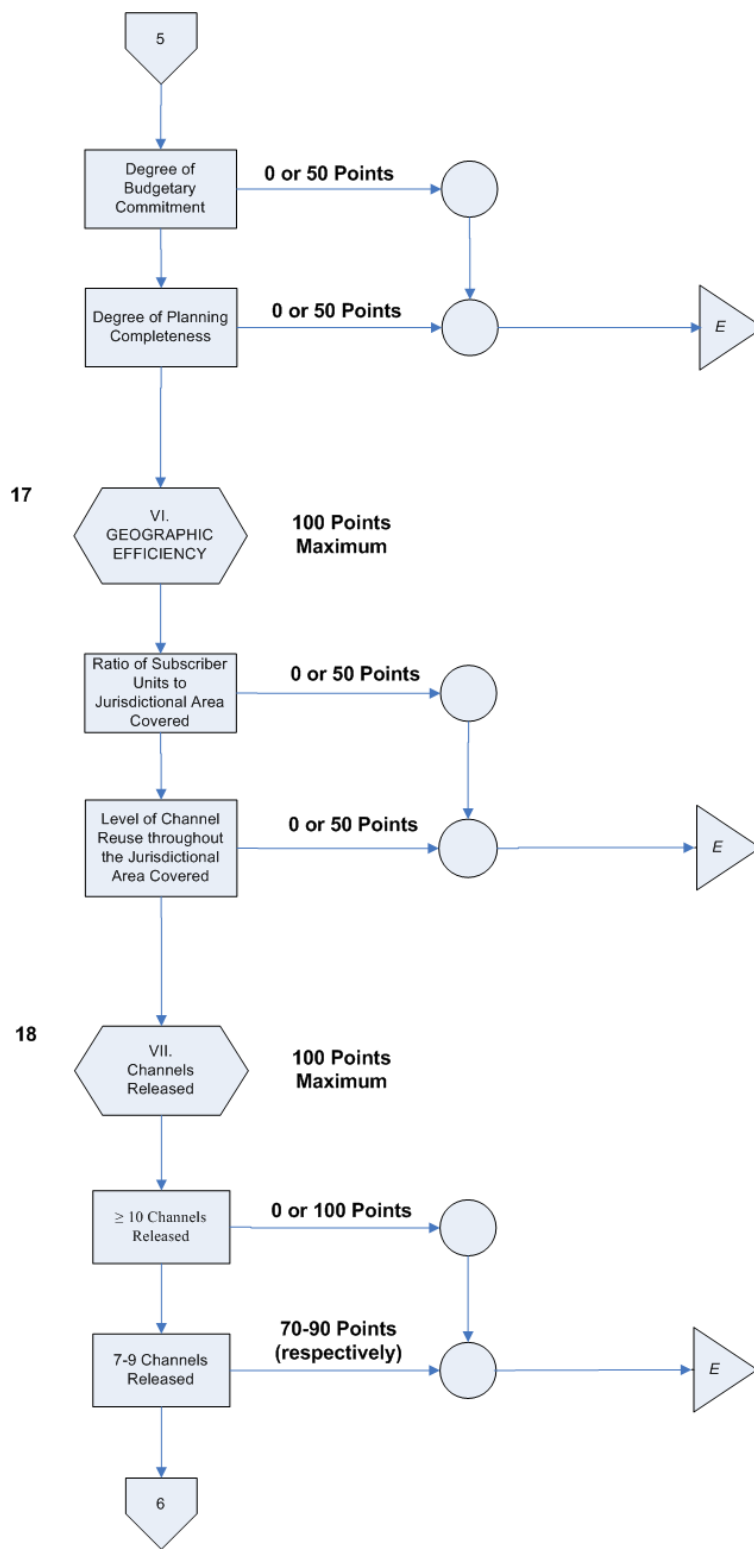 5
Degree of
Budgetary
Commitment
0 or 50 Points
Degree of Planning
Completeness
0 or 50 Points
E
17
VI.
GEOGRAPHIC
EFFICIENCY
100 Points
Maximum
Ratio of Subscriber
Units to
Jurisdictional Area
Covered
0 or 50 Points
Level of Channel
Reuse throughout
the Jurisdictional
Area Covered
0 or 50 Points
E
18
VII.
Channels
Released
100 Points
Maximum
≥ 10 Channels
Released
0 or 100 Points
7-9 Channels
Released
70-90 Points
(respectively)
E
6